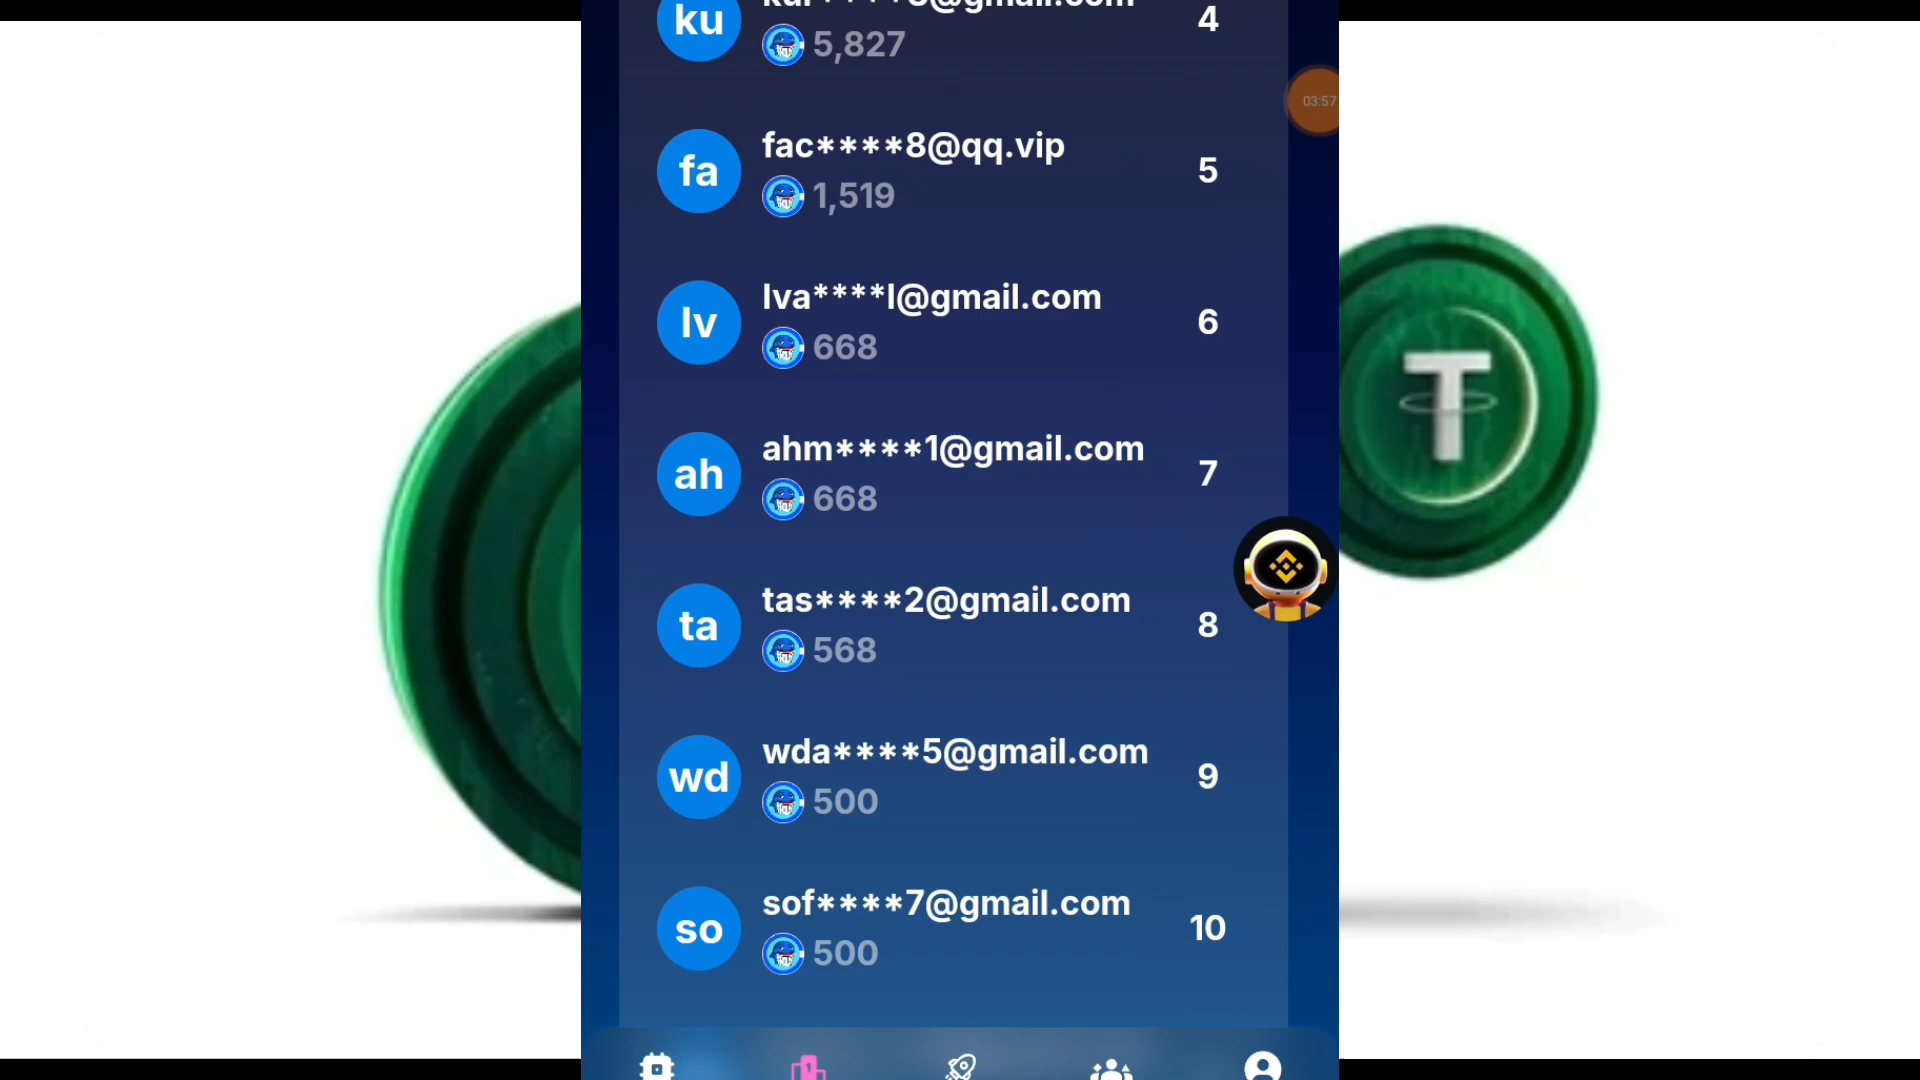 ku
4
5,827
03:57
fa
fac****8@qq.vip
5
1,519
lv
lva****l@gmail.com
6
668
ah
ahm****1@gmail.com
7
668
ta
tas****2@gmail.com
8
568
wd
wda****5@gmail.com
9
500
so
sof****7@gmail.com
10
500
T